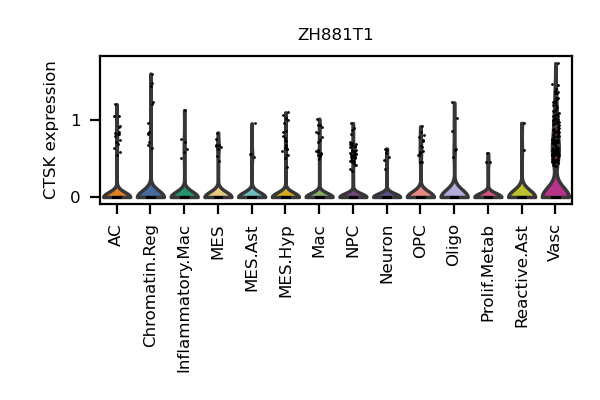 ZH881T1
CTSK expression
1
0
AC
Chromatin.Reg
Inflammatory.Mac
MES
MES.Ast
MES.Hyp
Mac
NPC
Neuron
OPC
Oligo
Prolif.Metab
Reactive.Ast
Vasc